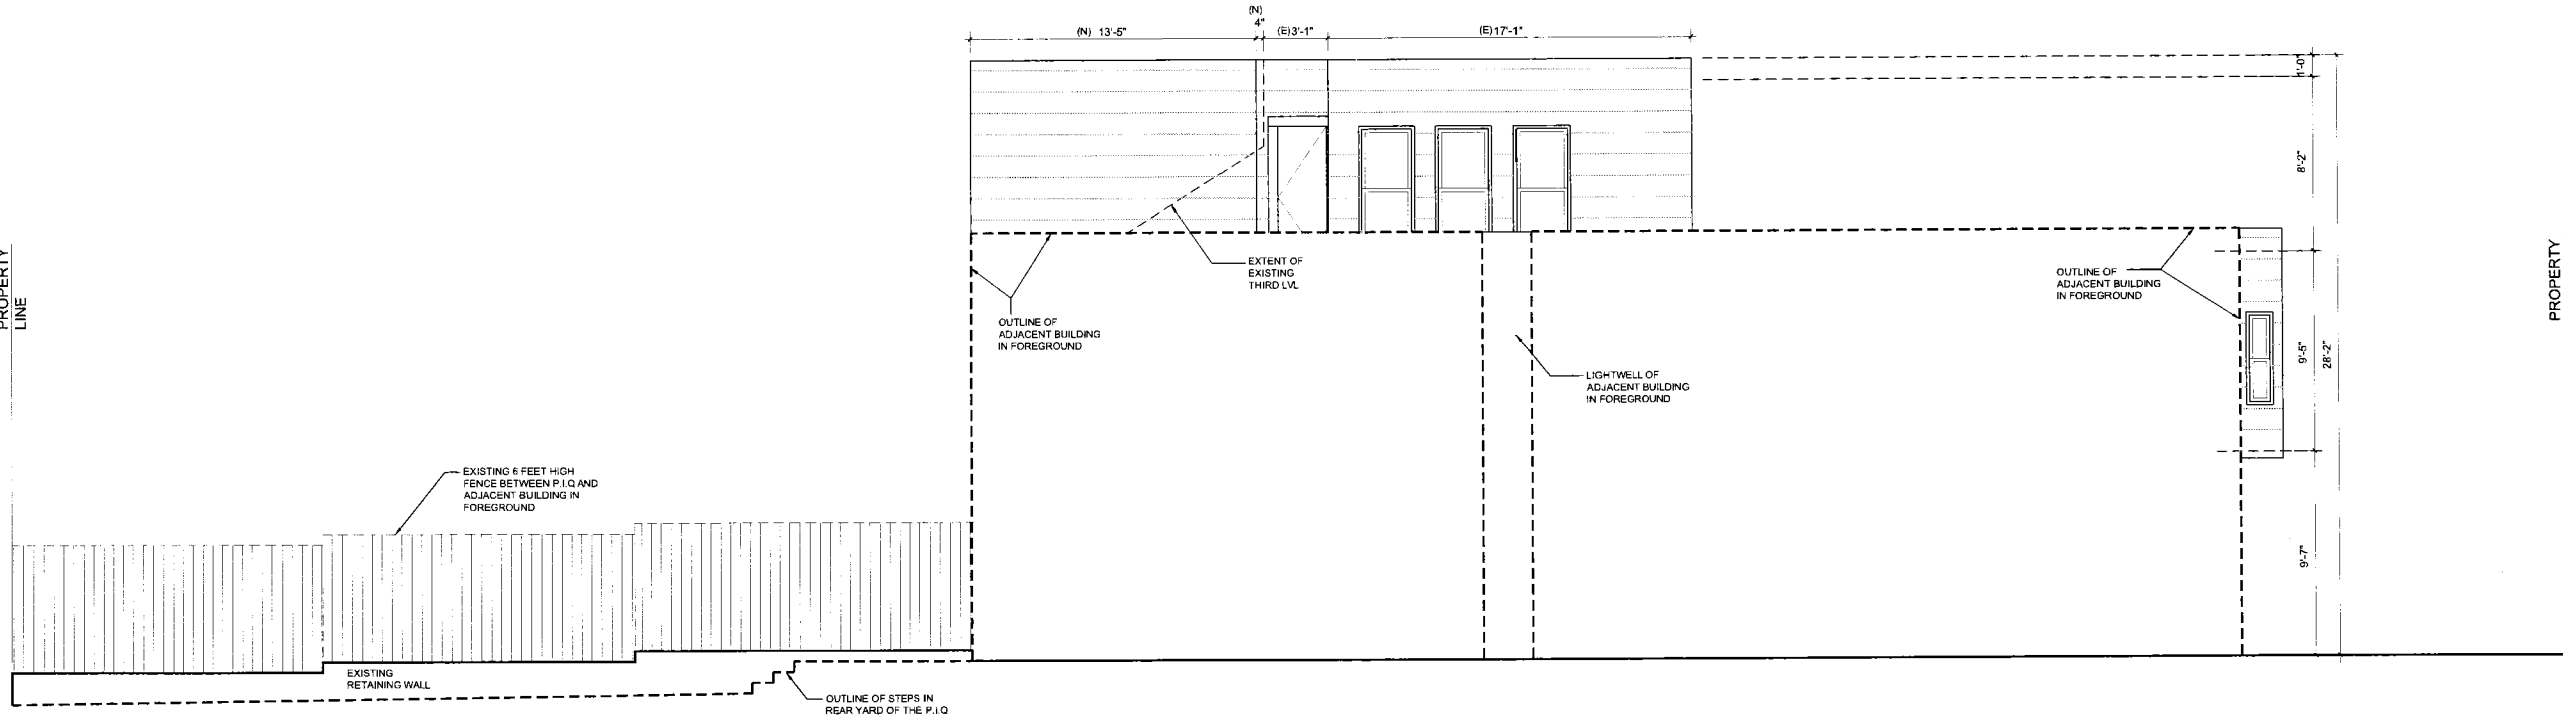 (N)
4"
(N) 13'-5"
(E)3'-1"
(E)17'-1"
1'-0"
8'-2"
PROPERTY
LINE
EXTENT OF
EXISTING
THIRD LVL
OUTLINE OF
ADJACENT BUILDING
IN FOREGROUND
OUTLINE OF
ADJACENT BUILDING
IN FOREGROUND
PROPERTY
9'-5"
28'-2"
LIGHTWELL OF
ADJACENT BUILDING
IN FOREGROUND
EXISTING 6 FEET HIGH
FENCE BETWEEN P.I.Q AND
ADJACENT BUILDING IN
FOREGROUND
9'-7"
EXISTING
RETAINING WALL
OUTLINE OF STEPS IN
REAR YARD OF THE P.I.Q